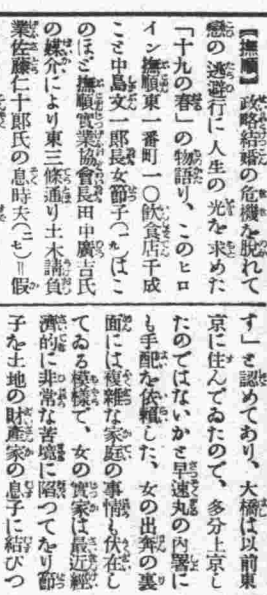 【撫順】政略結婚の危機を脱れて
戀の逃避行に人生の光を求めた
「十九の春」の物語り、このヒロ
イン撫順東一番町一〇飲食店千成
こと中島文一郎長女節子(一九)はこ
のほど撫順實業協會長田中廣吉氏
の媒介により東三條通り土木請負
業佐藤仁十郎氏の息時夫(二七)=假
す」と認めてあり、大橋は以前東
京に住んでゐたので、多分上京し
たのではないかと早速丸の内署に
も手配を依頼した、女の出奔の裏
面には複雜な家庭の事情も伏在し
てゐる模樣で、女の實家は最近經
濟的に非常な苦境に陷つてをり節
子を土地の財産家の息子に結びつ